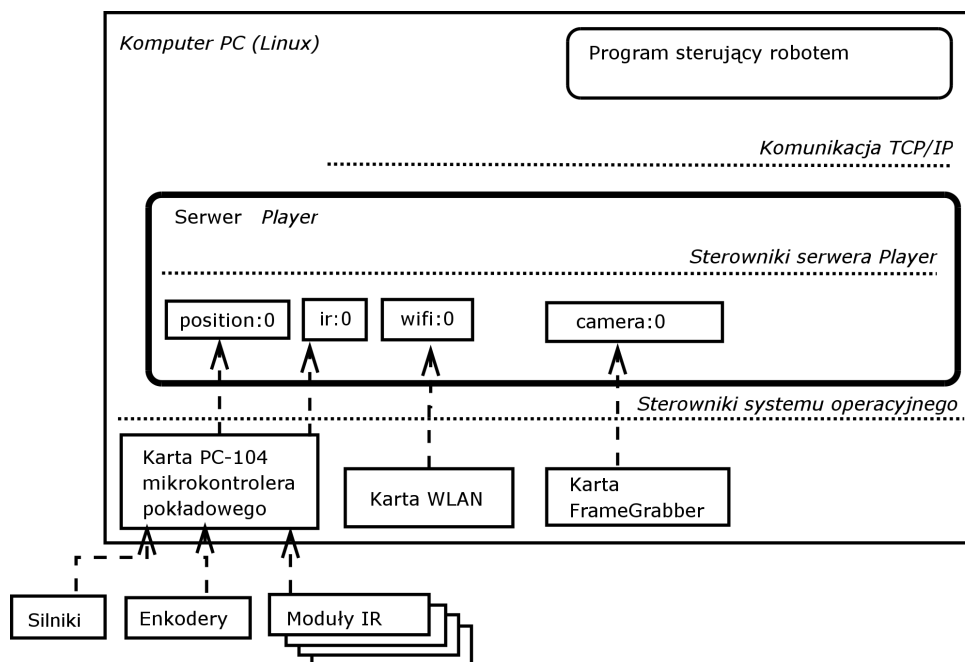 Komputer PC (Linux)
Program sterujący robotem
Komunikacja TCP/IP
Serwer Player
Sterowniki serwera Player
position:0
ir:0
wifi:0
camera:0
Sterowniki systemu operacyjnego
Karta PC-104
mikrokontrolera
pokładowego
Karta WLAN
Karta
FrameGrabber
Silniki
Enkodery
Moduły IR